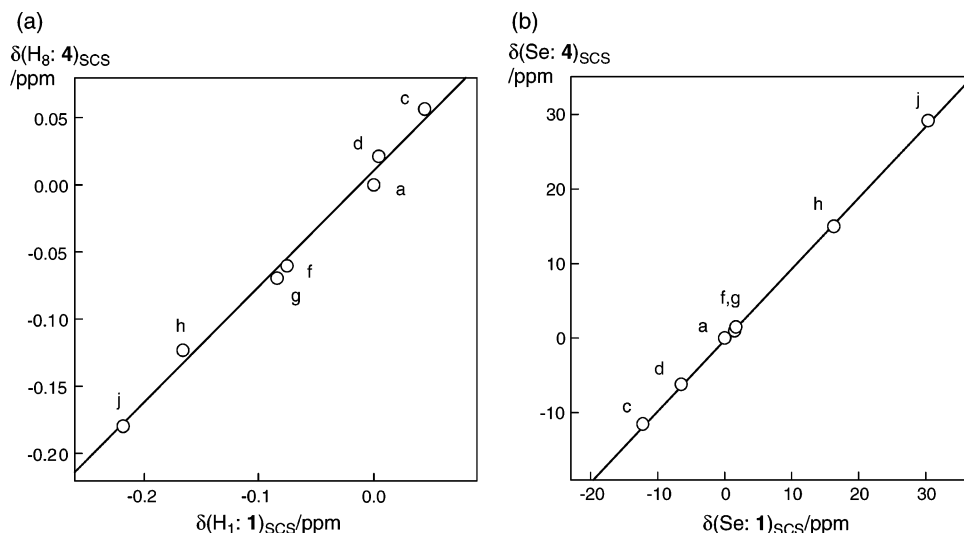 (a)
δ(H₈: 4)SCS
/ppm
0.05
0.00
-0.05
-0.10
-0.15
-0.20
c
d
a
f
g
h
j
-0.2 -0.1 0.0
δ(H₁: 1)SCS/ppm
(b)
δ(Se: 4)SCS
/ppm
30
20
10
0
-10
j
h
f,g
a
d
c
-20 -10 0 10 20 30
δ(Se: 1)SCS/ppm